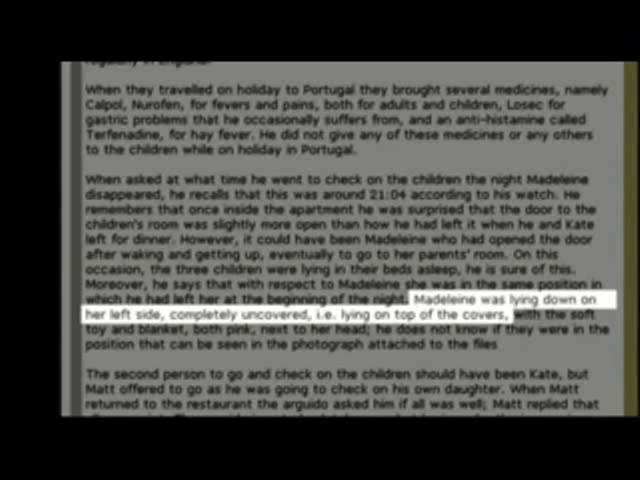 regularly in England.
When they travelled on holiday to Portugal they brought several medicines, namely
Calpol, Nurofen, for fevers and pains, both for adults and children, Losec for
gastric problems that he occasionally suffers from, and an anti-histamine called
Terfenadine, for hay fever. He did not give any of these medicines or any others
to the children while on holiday in Portugal.
When asked at what time he went to check on the children the night Madeleine
disappeared, he recalls that this was around 21:04 according to his watch. He
remembers that once inside the apartment he was surprised that the door to the
children's room was slightly more open than how he had left it when he and Kate
left for dinner. However, it could have been Madeleine who had opened the door
after waking and getting up, eventually to go to her parents' room. On this
occasion, the three children were lying in their beds asleep, he is sure of this.
Moreover, he says that with respect to Madeleine she was in the same position in
which he had left her at the beginning of the night. Madeleine was lying down on
her left side, completely uncovered, i.e. lying on top of the covers, with the soft
toy and blanket, both pink, next to her head; he does not know if they were in the
position that can be seen in the photograph attached to the files
The second person to go and check on the children should have been Kate, but
Matt offered to go as he was going to check on his own daughter. When Matt
returned to the restaurant the arguido asked him if all was well; Matt replied that